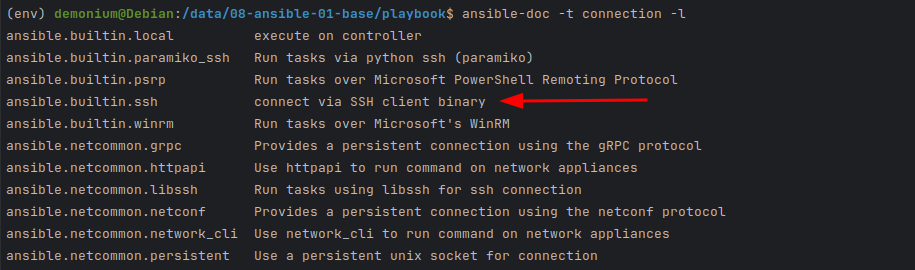 (env) demonium@Debian:/data/08-ansible-01-base/playbook$ ansible-doc -t connection -l
ansible.builtin.local execute on controller
ansible.builtin.paramiko_ssh Run tasks via python ssh (paramiko)
ansible.builtin.psrp Run tasks over Microsoft PowerShell Remoting Protocol
ansible.builtin.ssh connect via SSH client binary
ansible.builtin.winrm Run tasks over Microsoft's WinRM
ansible.netcommon.grpc Provides a persistent connection using the gRPC protocol
ansible.netcommon.httpapi Use httpapi to run command on network appliances
ansible.netcommon.libssh Run tasks using libssh for ssh connection
ansible.netcommon.netconf Provides a persistent connection using the netconf protocol
ansible.netcommon.network_cli Use network_cli to run command on network appliances
ansible.netcommon.persistent Use a persistent unix socket for connection